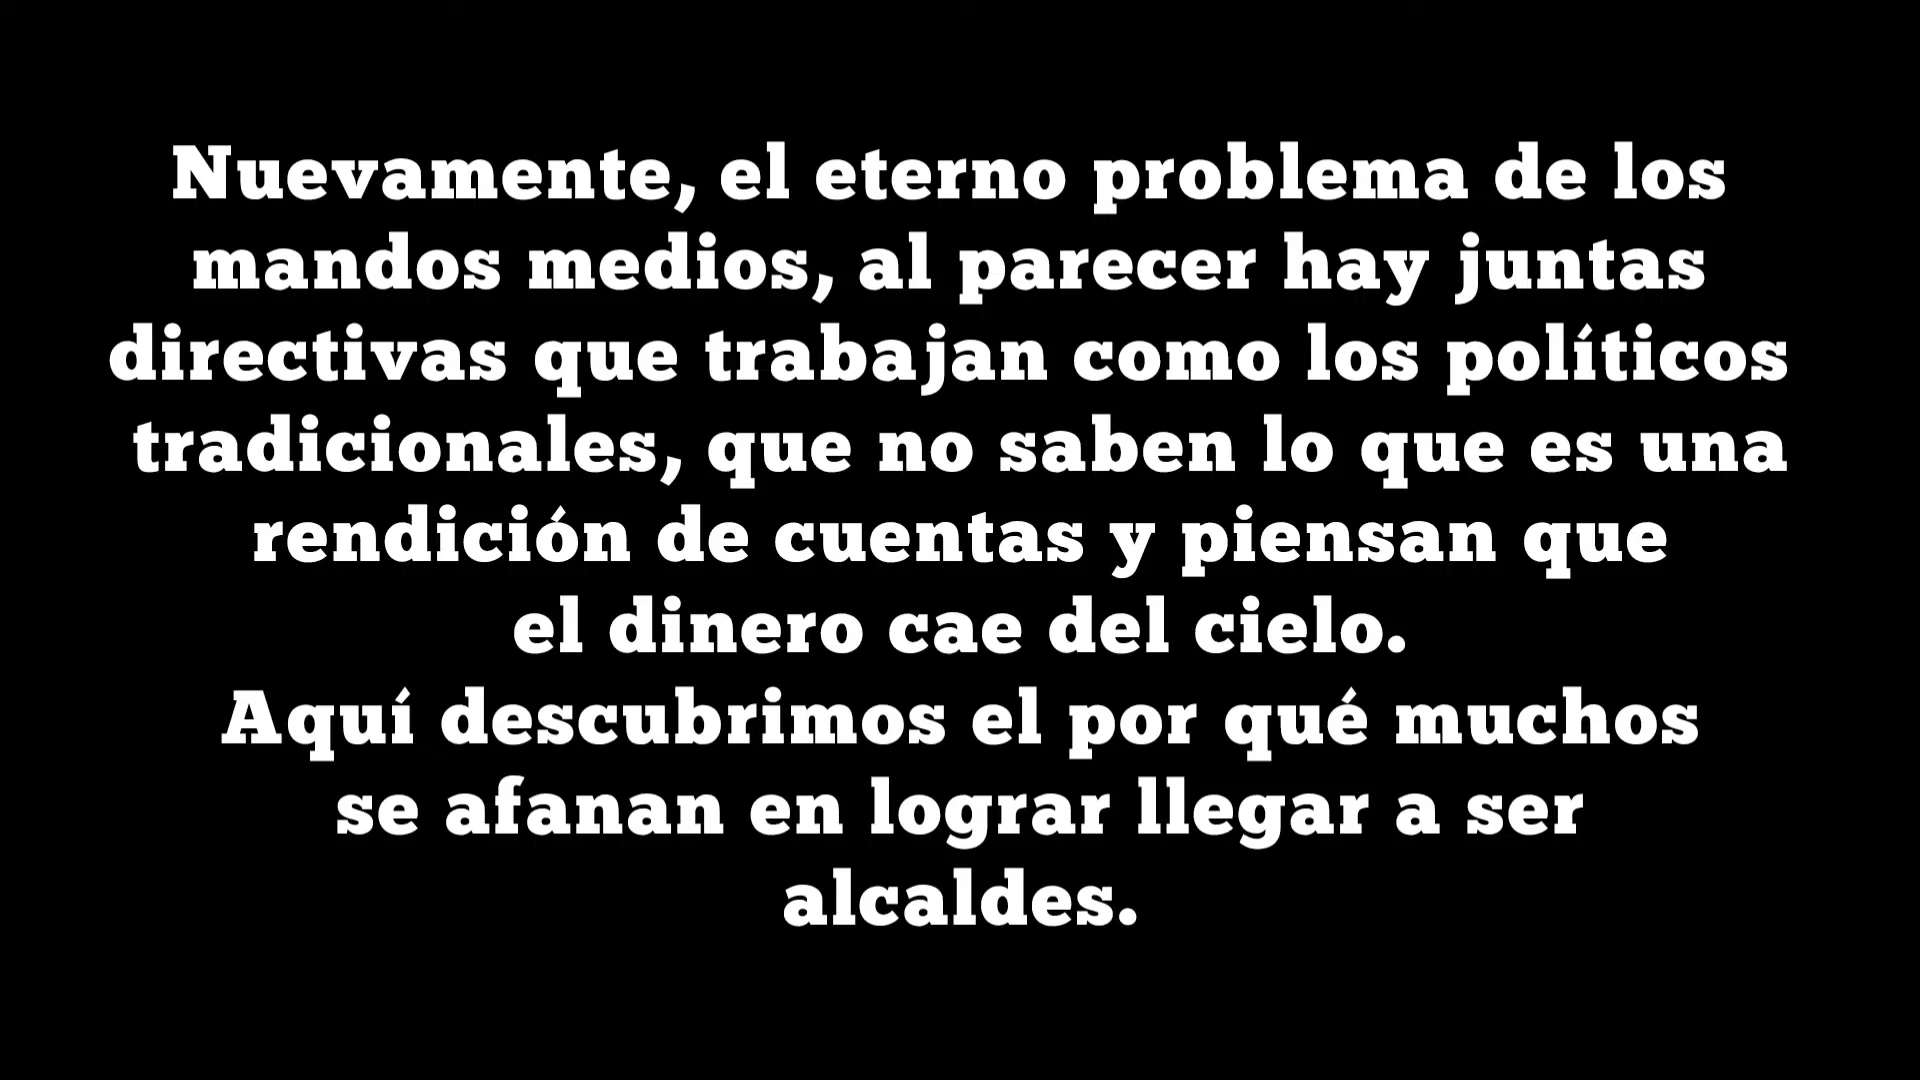 Nuevamente, el eterno problema de los
mandos medios, al parecer hay juntas
directivas que trabajan como los políticos
tradicionales, que no saben lo que es una
rendición de cuentas y piensan que
el dinero cae del cielo.
Aquí descubrimos el por qué muchos
se afanan en lograr llegar a ser
alcaldes.